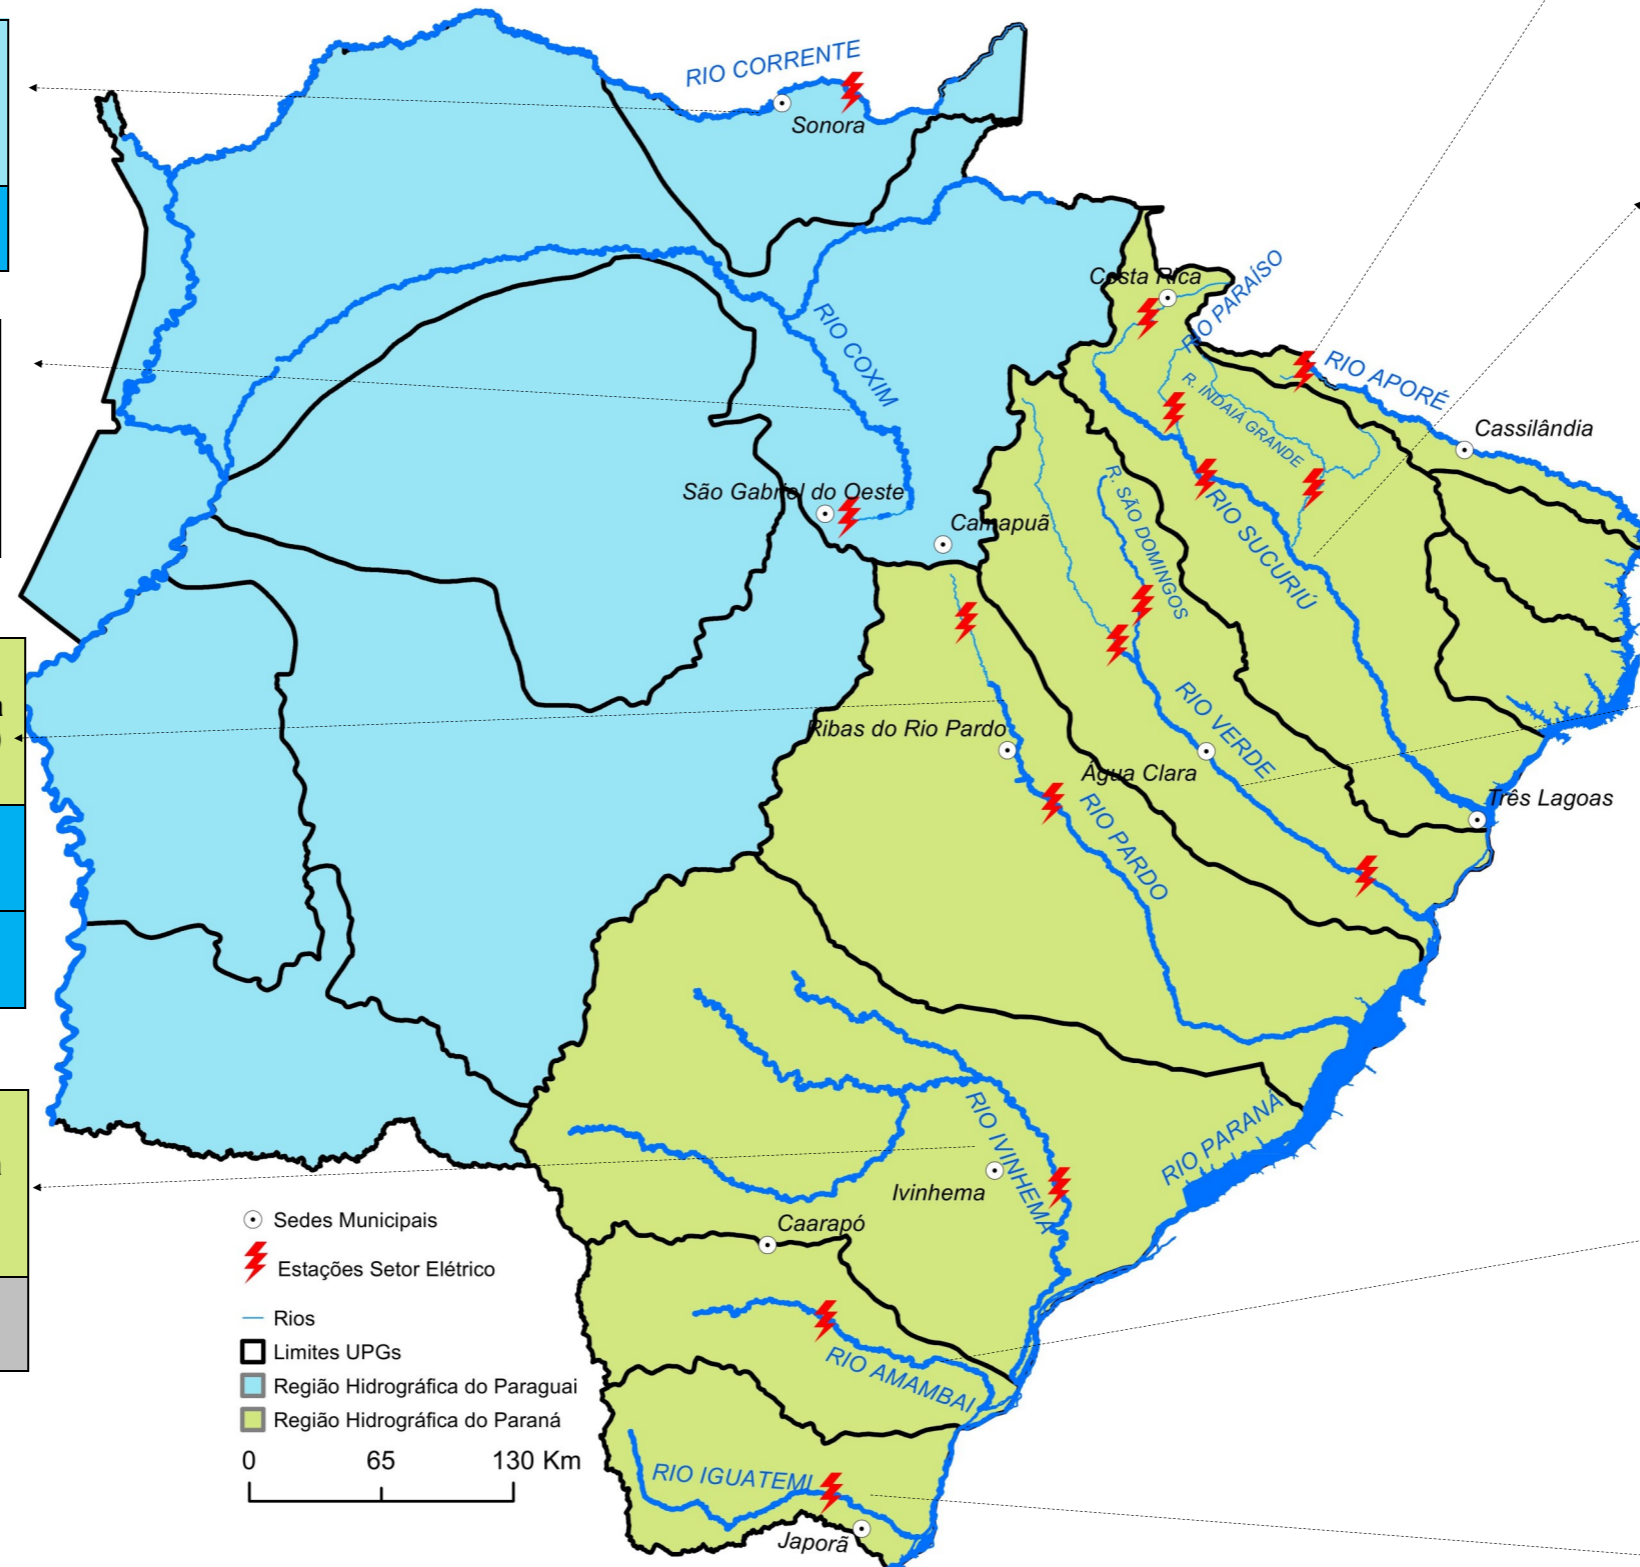 RIO CORRENTE
Sonora
Costa Rica
RIO PARAÍSO
RIO COXIM
RIO APORÉ
R. INDAIÁ GRANDE
Cassilândia
São Gabriel do Oeste
Camapuã
R. SÃO DOMINGOS
RIO SUCURIÚ
Ribas do Rio Pardo
RIO VERDE
Água Clara
RIO PARDO
Três Lagoas
RIO IVINHEMA
RIO PARANÁ
Ivinhema
Caarapó
RIO AMAMBAI
RIO IGUATEMI
Japorã
Sedes Municipais
Estações Setor Elétrico
Rios
Limites UPGs
Região Hidrográfica do Paraguai
Região Hidrográfica do Paraná
0 65 130 Km